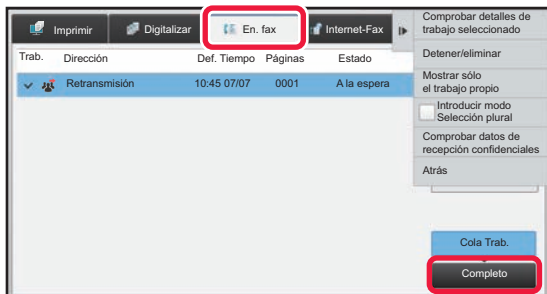 Imprimir Digitalizar En. fax Internet-Fax
Trab. Dirección Def. Tiempo Páginas Estado
Retransmisión 10:45 07/07 0001 A la espera
Comprobar detalles de
trabajo seleccionado
Detener/eliminar
Mostrar sólo
el trabajo propio
Introducir modo
Selección plural
Comprobar datos de
recepción confidenciales
Atrás
Cola Trab.
Completo